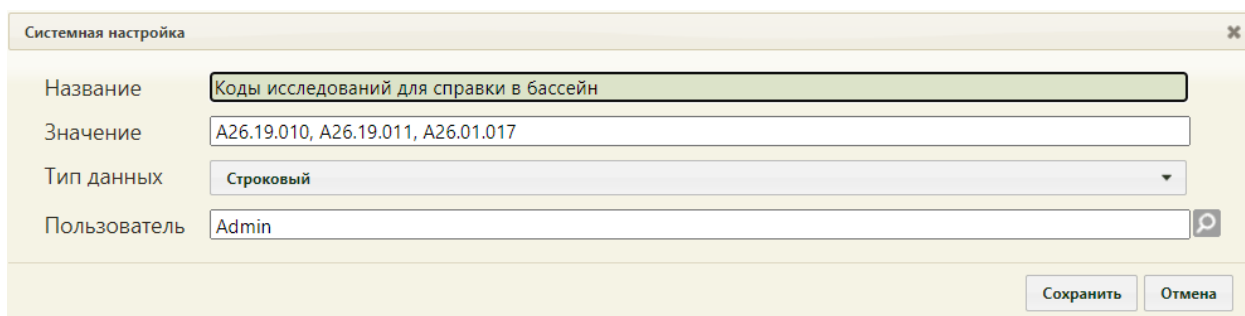 Системная настройка
Название Коды исследований для справки в бассейн
Значение A26.19.010, A26.19.011, A26.01.017
Тип данных Строковый
Пользователь Admin
Сохранить Отмена